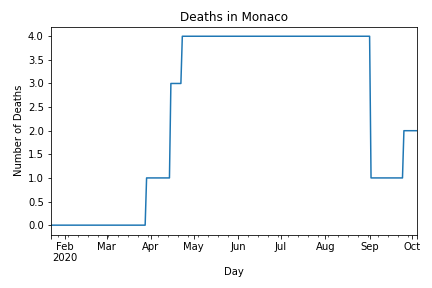 Deaths in Monaco
Number of Deaths
4.0
3.5
3.0
2.5
2.0
1.5
1.0
0.5
0.0
Feb Mar Apr May Jun Jul Aug Sep Oct
2020
Day